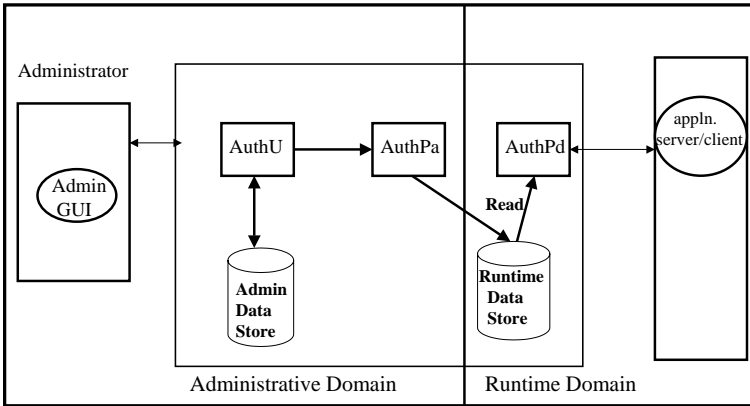 Administrator
Admin
GUI
AuthU
AuthPa
AuthPd
appln.
server/client
Read
Admin
Data
Store
Runtime
Data
Store
Administrative Domain
Runtime Domain